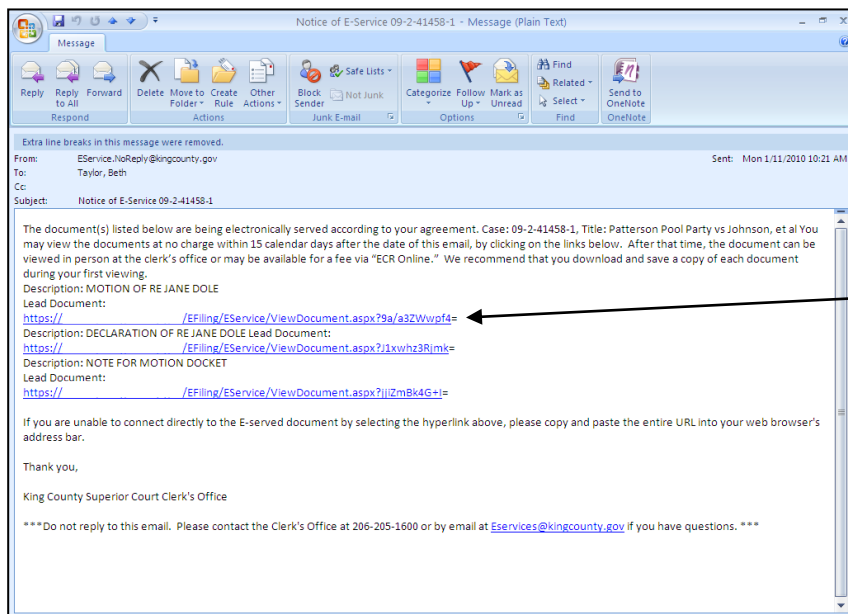 Notice of E-Service 09-2-41458-1 - Message (Plain Text)
Message
Reply Reply to All Forward
Respond
Delete Move to Folder Create Rule Other Actions
Actions
Block Sender Safe Lists Not Junk
Junk E-mail
Categorize Follow Up Mark as Unread
Options
Find Related Select
Find
Send to OneNote
OneNote
Extra line breaks in this message were removed.
From: EService.NoReply@kingcounty.gov Sent: Mon 1/11/2010 10:21 AM
To: Taylor, Beth
Cc:
Subject: Notice of E-Service 09-2-41458-1
The document(s) listed below are being electronically served according to your agreement. Case: 09-2-41458-1, Title: Patterson Pool Party vs Johnson, et al You
may view the documents at no charge within 15 calendar days after the date of this email, by clicking on the links below.  After that time, the document can be
viewed in person at the clerk's office or may be available for a fee via "ECR Online."  We recommend that you download and save a copy of each document
during your first viewing.
Description: MOTION OF RE JANE DOLE
Lead Document:
https:// /EFiling/EService/ViewDocument.aspx?9a/a3ZWwpf4=
Description: DECLARATION OF RE JANE DOLE Lead Document:
https:// /EFiling/EService/ViewDocument.aspx?J1xwhz3Rjmk=
Description: NOTE FOR MOTION DOCKET
Lead Document:
https:// /EFiling/EService/ViewDocument.aspx?jjiZmBk4G+I=
If you are unable to connect directly to the E-served document by selecting the hyperlink above, please copy and paste the entire URL into your web browser's
address bar.
Thank you,
King County Superior Court Clerk's Office
***Do not reply to this email.  Please contact the Clerk's Office at 206-205-1600 or by email at Eservices@kingcounty.gov if you have questions. ***